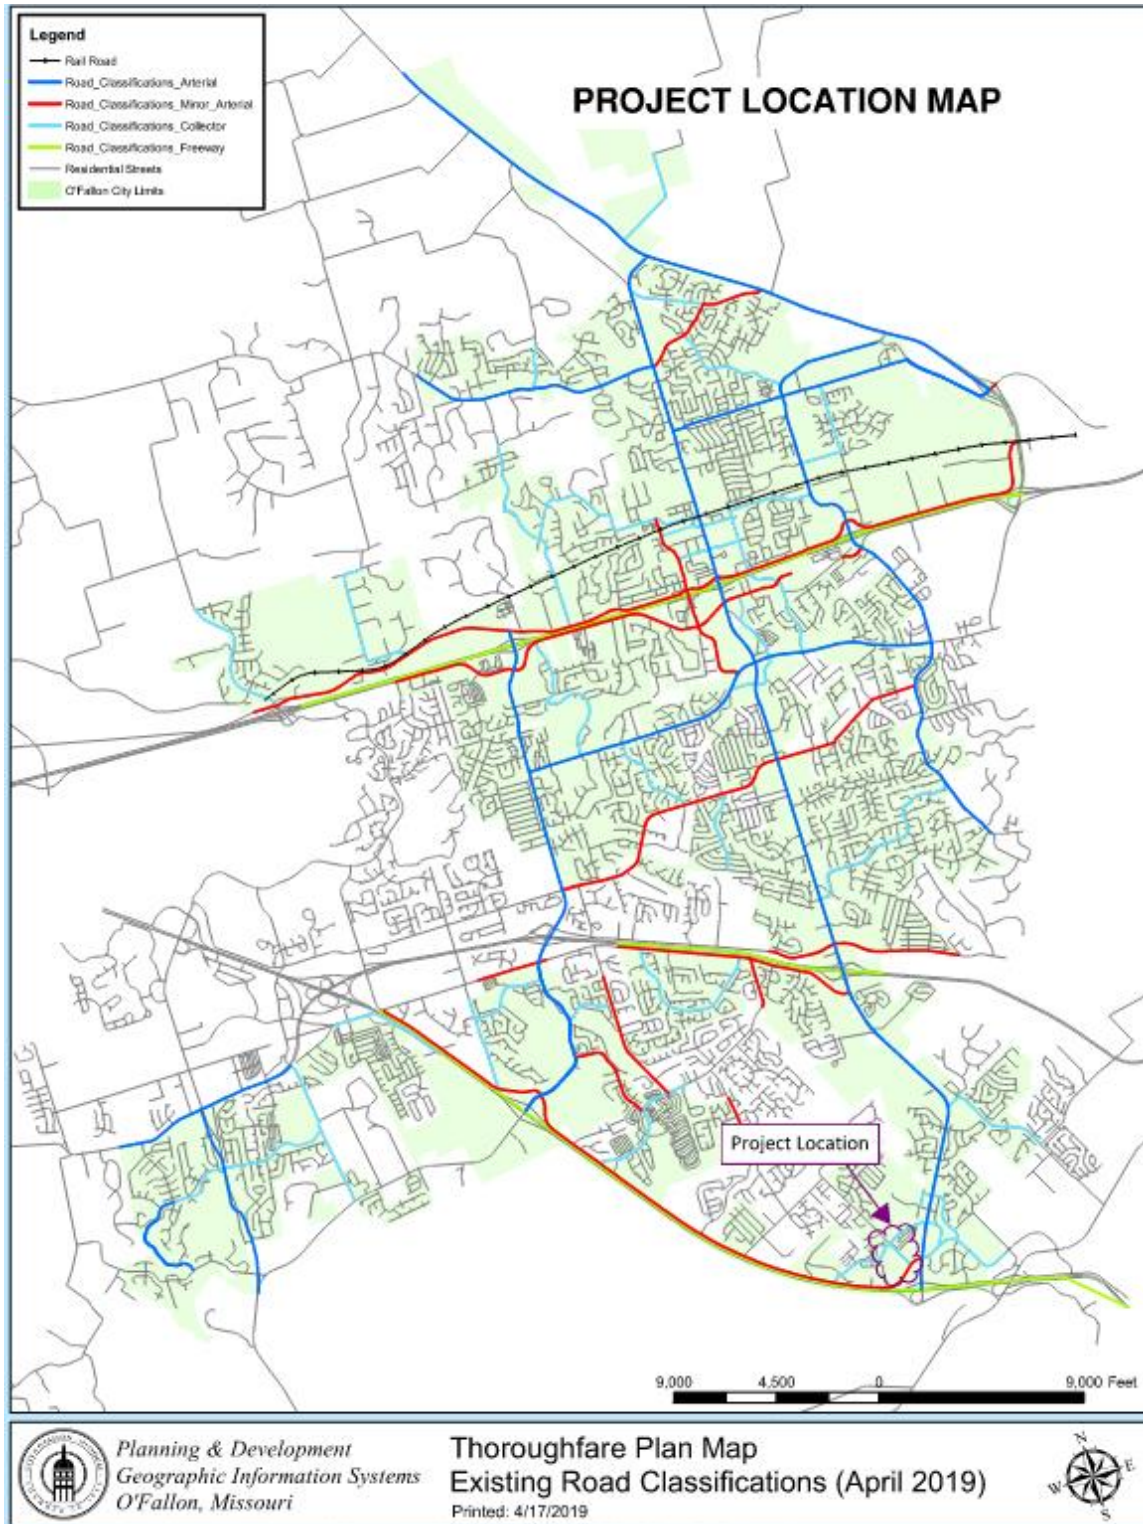 Legend
Rail Road
Road_Classifications_Arterial
Road_Classifications_Minor_Arterial
Road_Classifications_Collector
Road_Classifications_Freeway
Residential Streets
O'Fallon City Limits
PROJECT LOCATION MAP
Project Location
9,000 4,500 0 9,000 Feet
Planning & Development
Geographic Information Systems
O'Fallon, Missouri
Thoroughfare Plan Map
Existing Road Classifications (April 2019)
Printed: 4/17/2019
N
W E
S